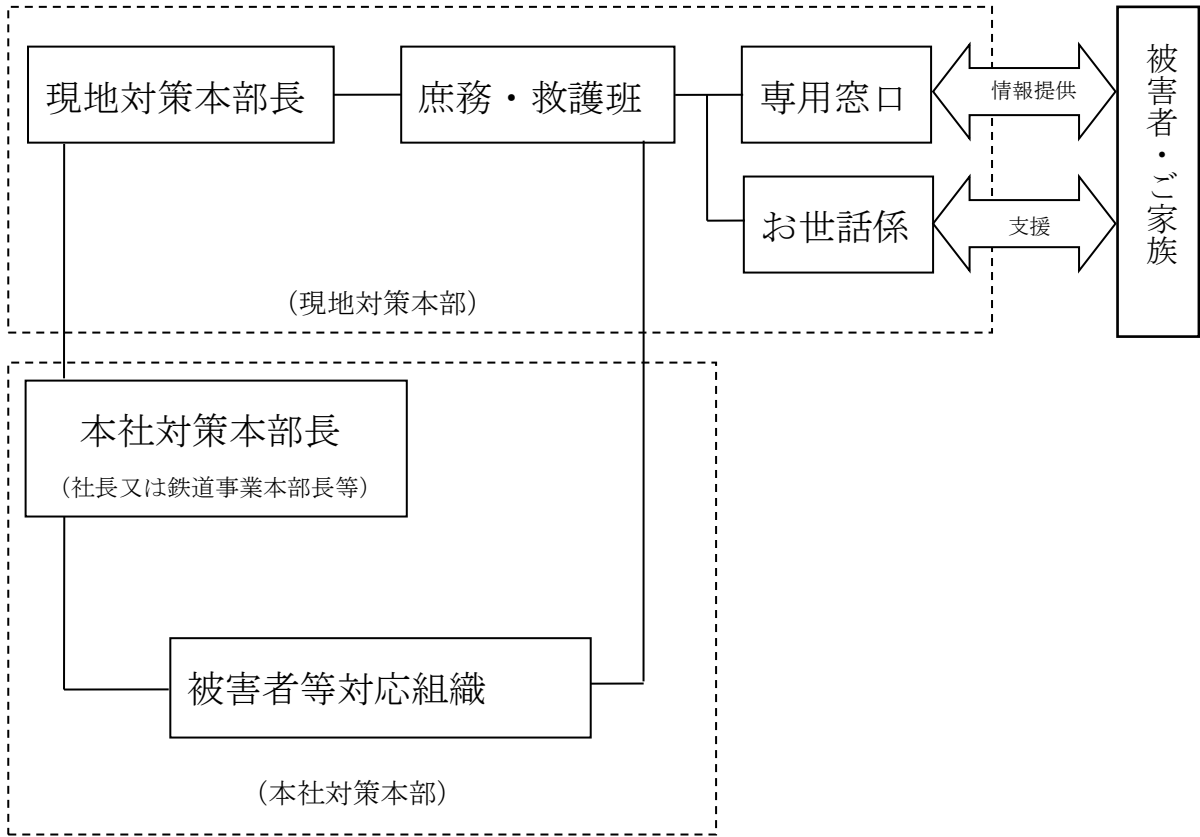 現地対策本部長
庶務・救護班
専用窓口
情報提供
被害者・ご家族
お世話係
支援
（現地対策本部）
本社対策本部長
（社長又は鉄道事業本部長等）
被害者等対応組織
（本社対策本部）